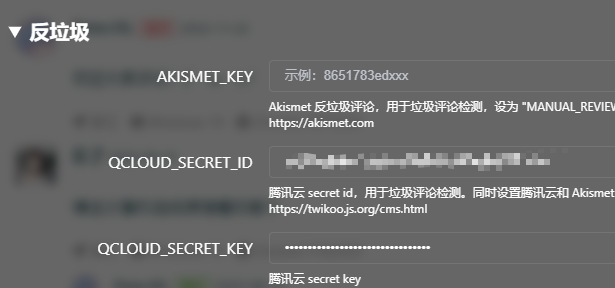 ▼ 反垃圾
AKISMET_KEY
示例：8651783edxxx
Akismet 反垃圾评论，用于垃圾评论检测，设为 "MANUAL_REVIEW
https://akismet.com
QCLOUD_SECRET_ID
腾讯云 secret id，用于垃圾评论检测。同时设置腾讯云和 Akismet
https://twikoo.js.org/cms.html
QCLOUD_SECRET_KEY
••••••••••••••••••••••••••••••••
腾讯云 secret key